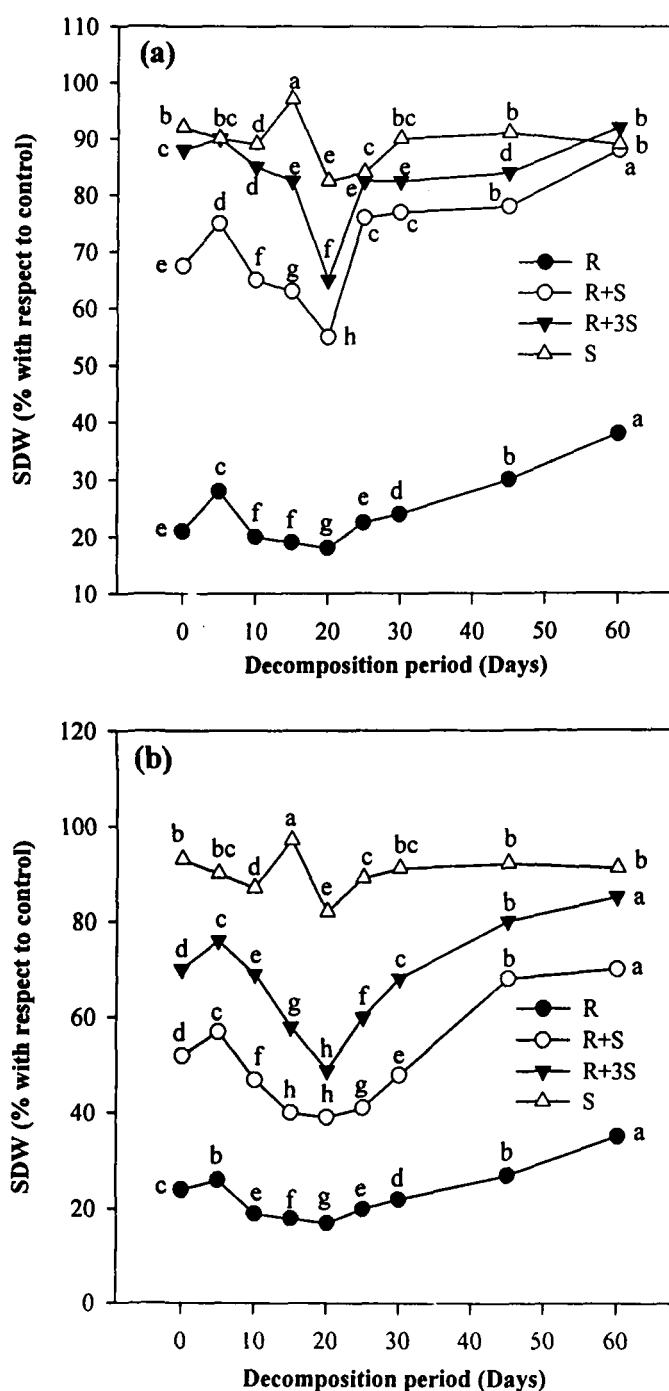 (a)
110
100
90
80
70
60
50
40
30
20
10
SDW (% with respect to control)
b bc d a e c bc b b
c d e f e e d b
e d f g h c c b a
e c f f g e d b a
R
R+S
R+3S
S
0 10 20 30 40 50 60
Decomposition period (Days)
(b)
120
100
80
60
40
20
0
SDW (% with respect to control)
b bc d a e c bc b b
d c e g h f c b a
d c f h h g e b a
c b e f g e d b a
R
R+S
R+3S
S
0 10 20 30 40 50 60
Decomposition period (Days)